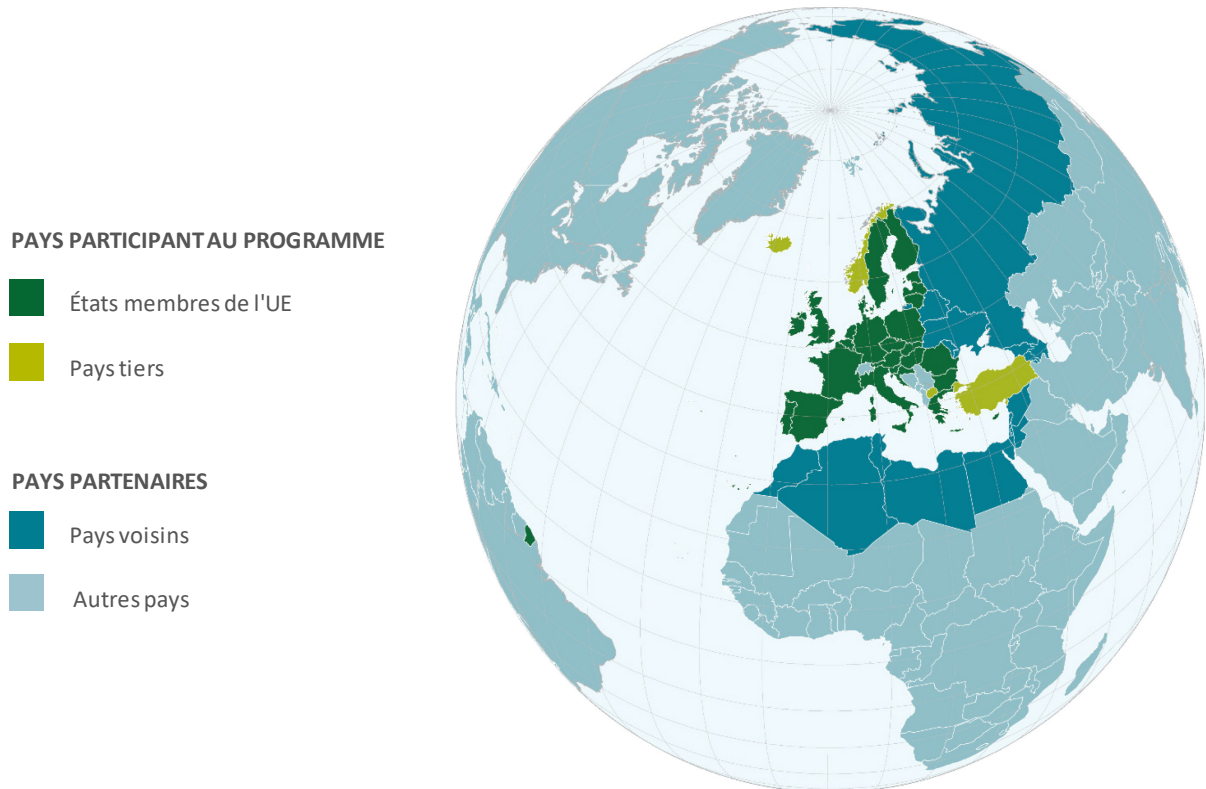 PAYS PARTICIPANT AU PROGRAMME
États membres de l'UE
Pays tiers
PAYS PARTENAIRES
Pays voisins
Autres pays